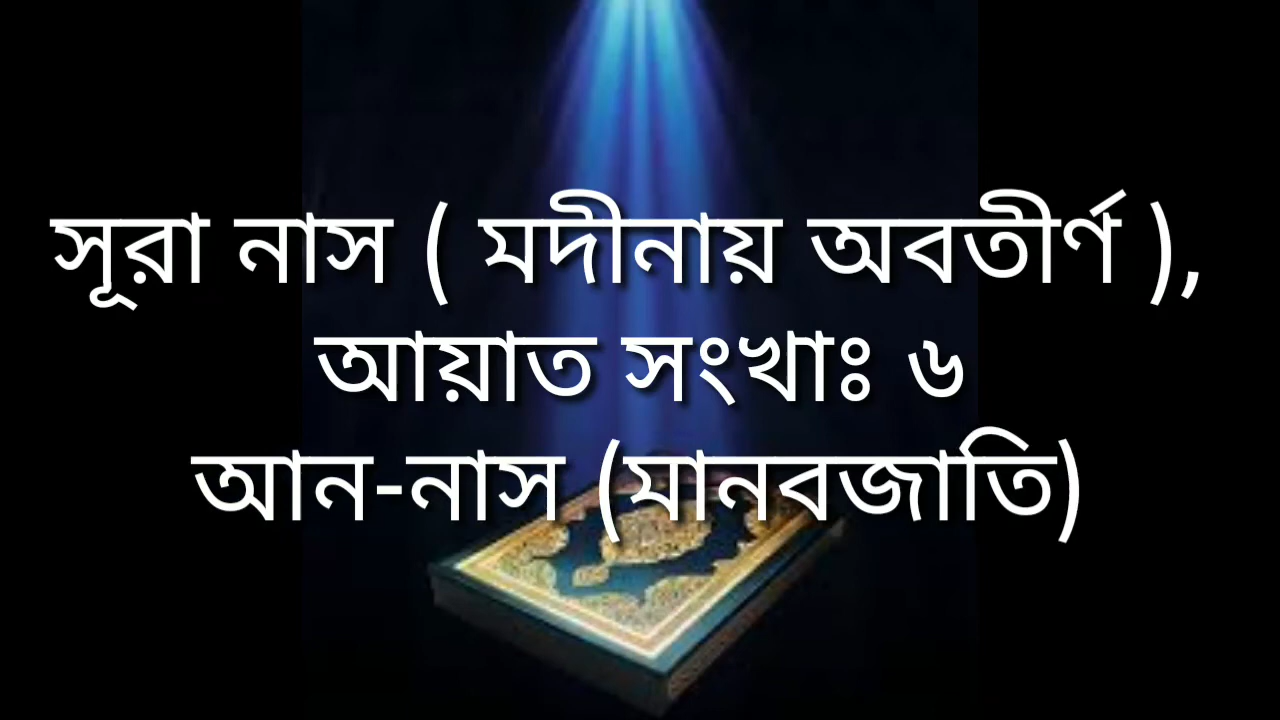 সূরা নাস ( মদীনায় অবতীর্ণ ),
আয়াত সংখাঃ ৬
আন-নাস (মানবজাতি)